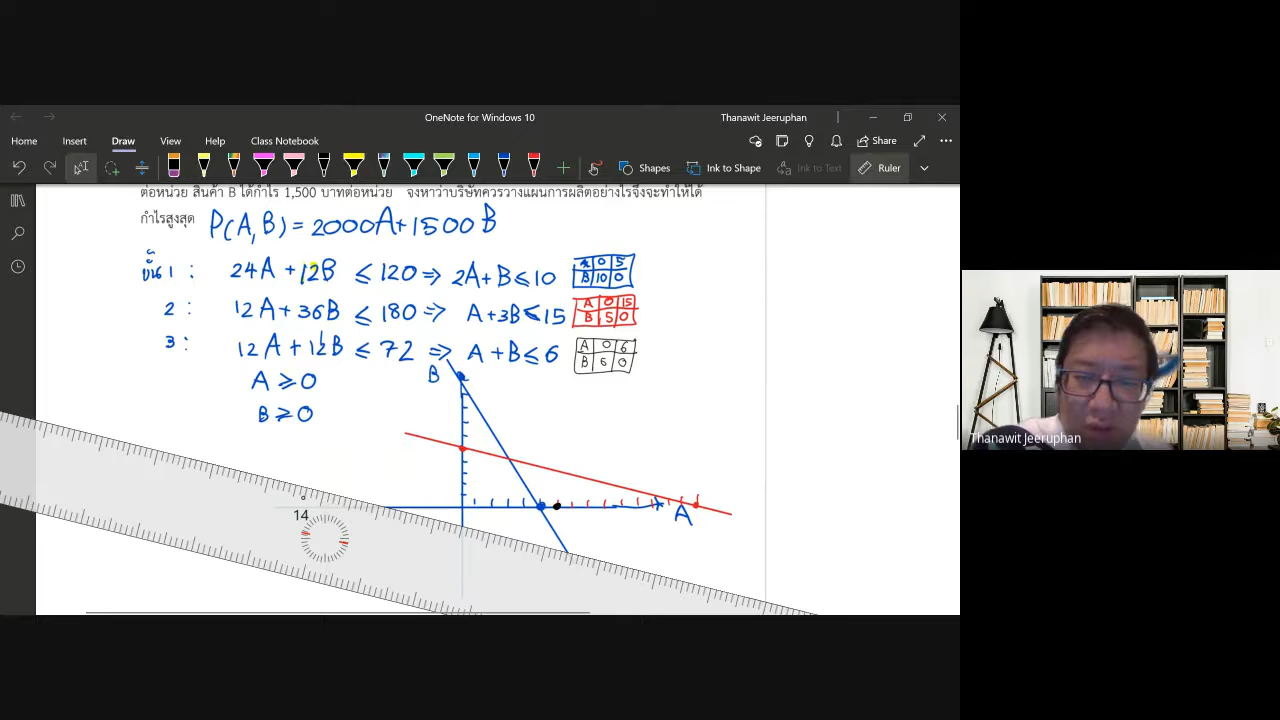 OneNote for Windows 10
Thanawit Jeeruphan
Home Insert Draw View Help Class Notebook
Share
Shapes Ink to Shape Ink to Text Ruler
ต่อหน่วย สินค้า B ได้กำไร 1,500 บาทต่อหน่วย จงหาว่าบริษัทควรวางแผนการผลิตอย่างไรจึงจะทำให้ได้
กำไรสูงสุด P(A,B) = 2000A+1500B
ขั้น 1 : 24A + 12B ≤ 120 ⇒ 2A+B ≤ 10
A 0 5
B 10 0
2 : 12A + 36B ≤ 180 ⇒ A+3B ≤ 15
A 0 15
B 5 0
3 : 12A + 12B ≤ 72 ⇒ A+B ≤ 6
A 0 6
B 6 0
A ≥ 0
B ≥ 0
B
A
14
Thanawit Jeeruphan